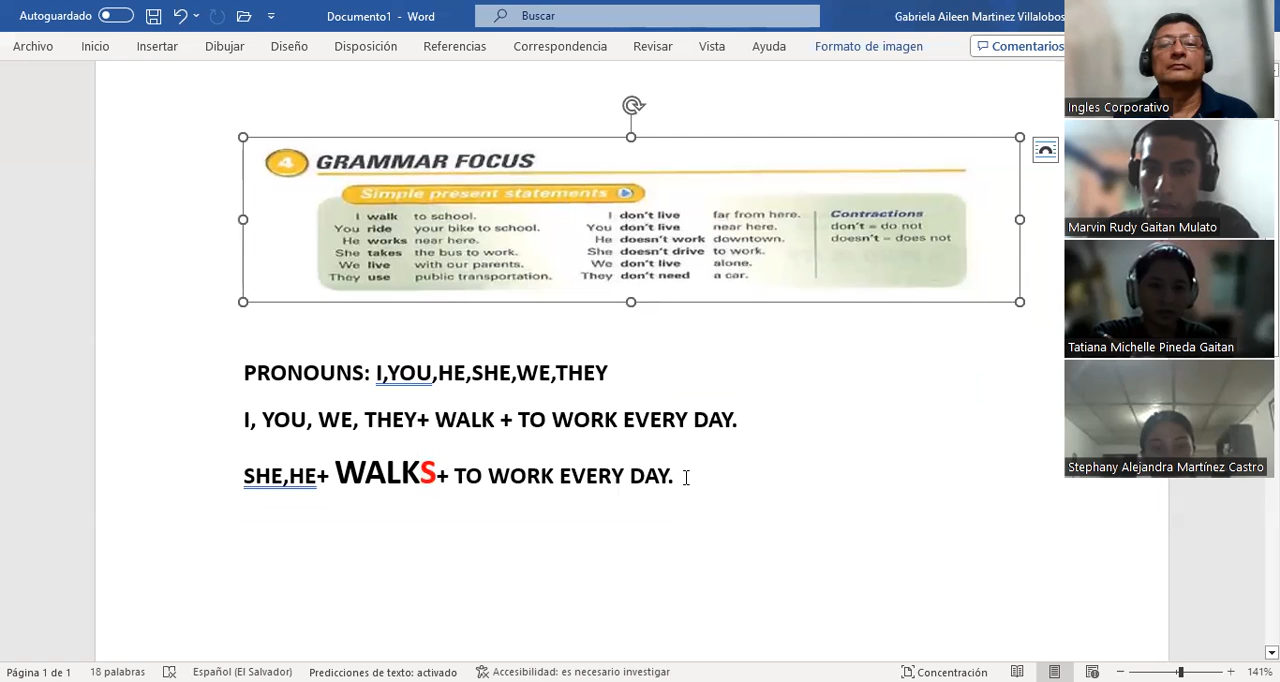 Autoguardado
Documento1 - Word
Buscar
Gabriela Aileen Martinez Villalobos
Archivo Inicio Insertar Dibujar Diseño Disposición Referencias Correspondencia Revisar Vista Ayuda Formato de imagen Comentarios
4 GRAMMAR FOCUS
Simple present statements
I walk to school.
You ride your bike to school.
He works near here.
She takes the bus to work.
We live with our parents.
They use public transportation.
I don't live far from here.
You don't live near here.
He doesn't work downtown.
She doesn't drive to work.
We don't live alone.
They don't need a car.
Contractions
don't = do not
doesn't = does not
PRONOUNS: I,YOU,HE,SHE,WE,THEY
I, YOU, WE, THEY+ WALK + TO WORK EVERY DAY.
SHE,HE+ WALKS+ TO WORK EVERY DAY.
Ingles Corporativo
Marvin Rudy Gaitan Mulato
Tatiana Michelle Pineda Gaitan
Stephany Alejandra Martínez Castro
Página 1 de 1 18 palabras Español (El Salvador) Predicciones de texto: activado Accesibilidad: es necesario investigar Concentración 141%